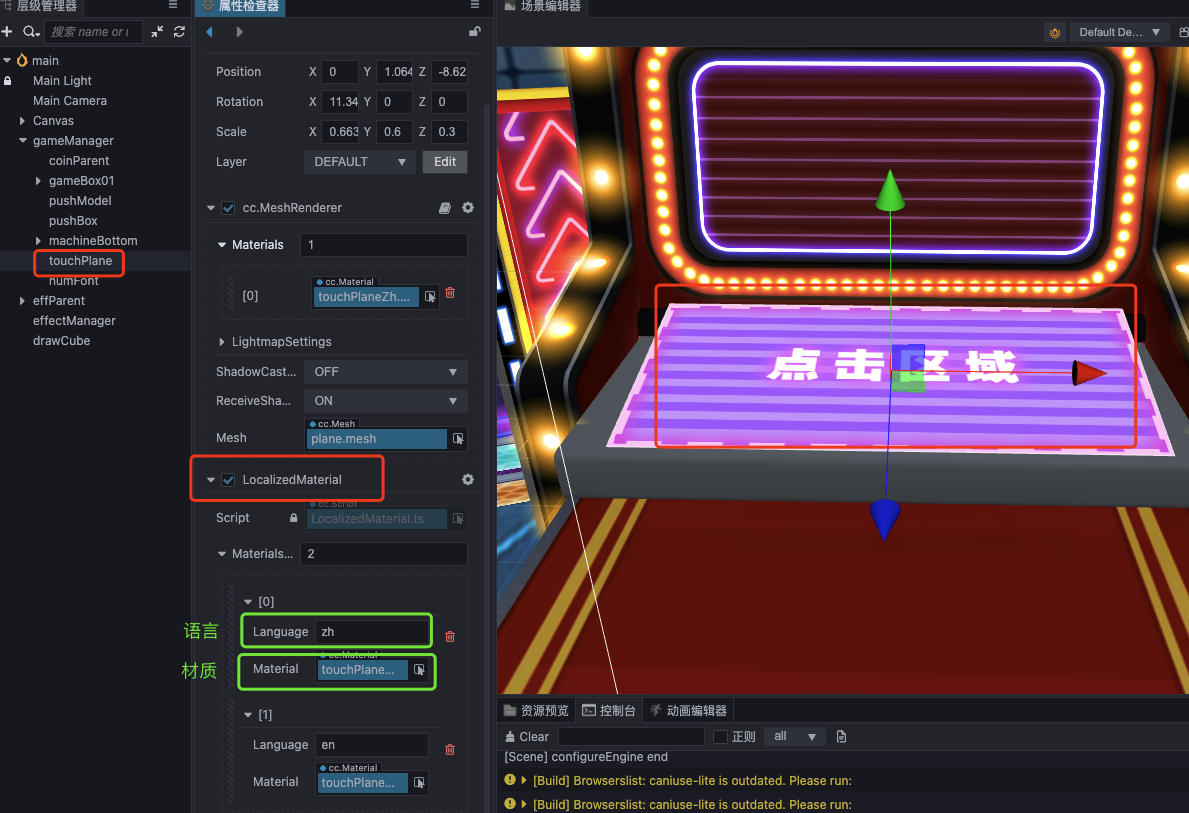 层级管理器
搜索 name or u
main
Main Light
Main Camera
Canvas
gameManager
coinParent
gameBox01
pushModel
pushBox
machineBottom
touchPlane
numFont
effParent
effectManager
drawCube
属性检查器
Position X 0 Y 1.064 Z -8.62
Rotation X 11.34 Y 0 Z 0
Scale X 0.663 Y 0.6 Z 0.3
Layer DEFAULT Edit
cc.MeshRenderer
Materials 1
cc.Material
[0] touchPlaneZh....
LightmapSettings
ShadowCast... OFF
ReceiveSha... ON
cc.Mesh
Mesh plane.mesh
LocalizedMaterial
cc.Script
Script LocalizedMaterial.ts
Materials... 2
[0]
语言 Language zh
cc.Material
材质 Material touchPlane...
[1]
Language en
cc.Material
Material touchPlane...
场景编辑器
Default De...
点击区域
资源预览 控制台 动画编辑器
Clear 正则 all
[Scene] configureEngine end
[Build] Browserslist: caniuse-lite is outdated. Please run:
[Build] Browserslist: caniuse-lite is outdated. Please run: